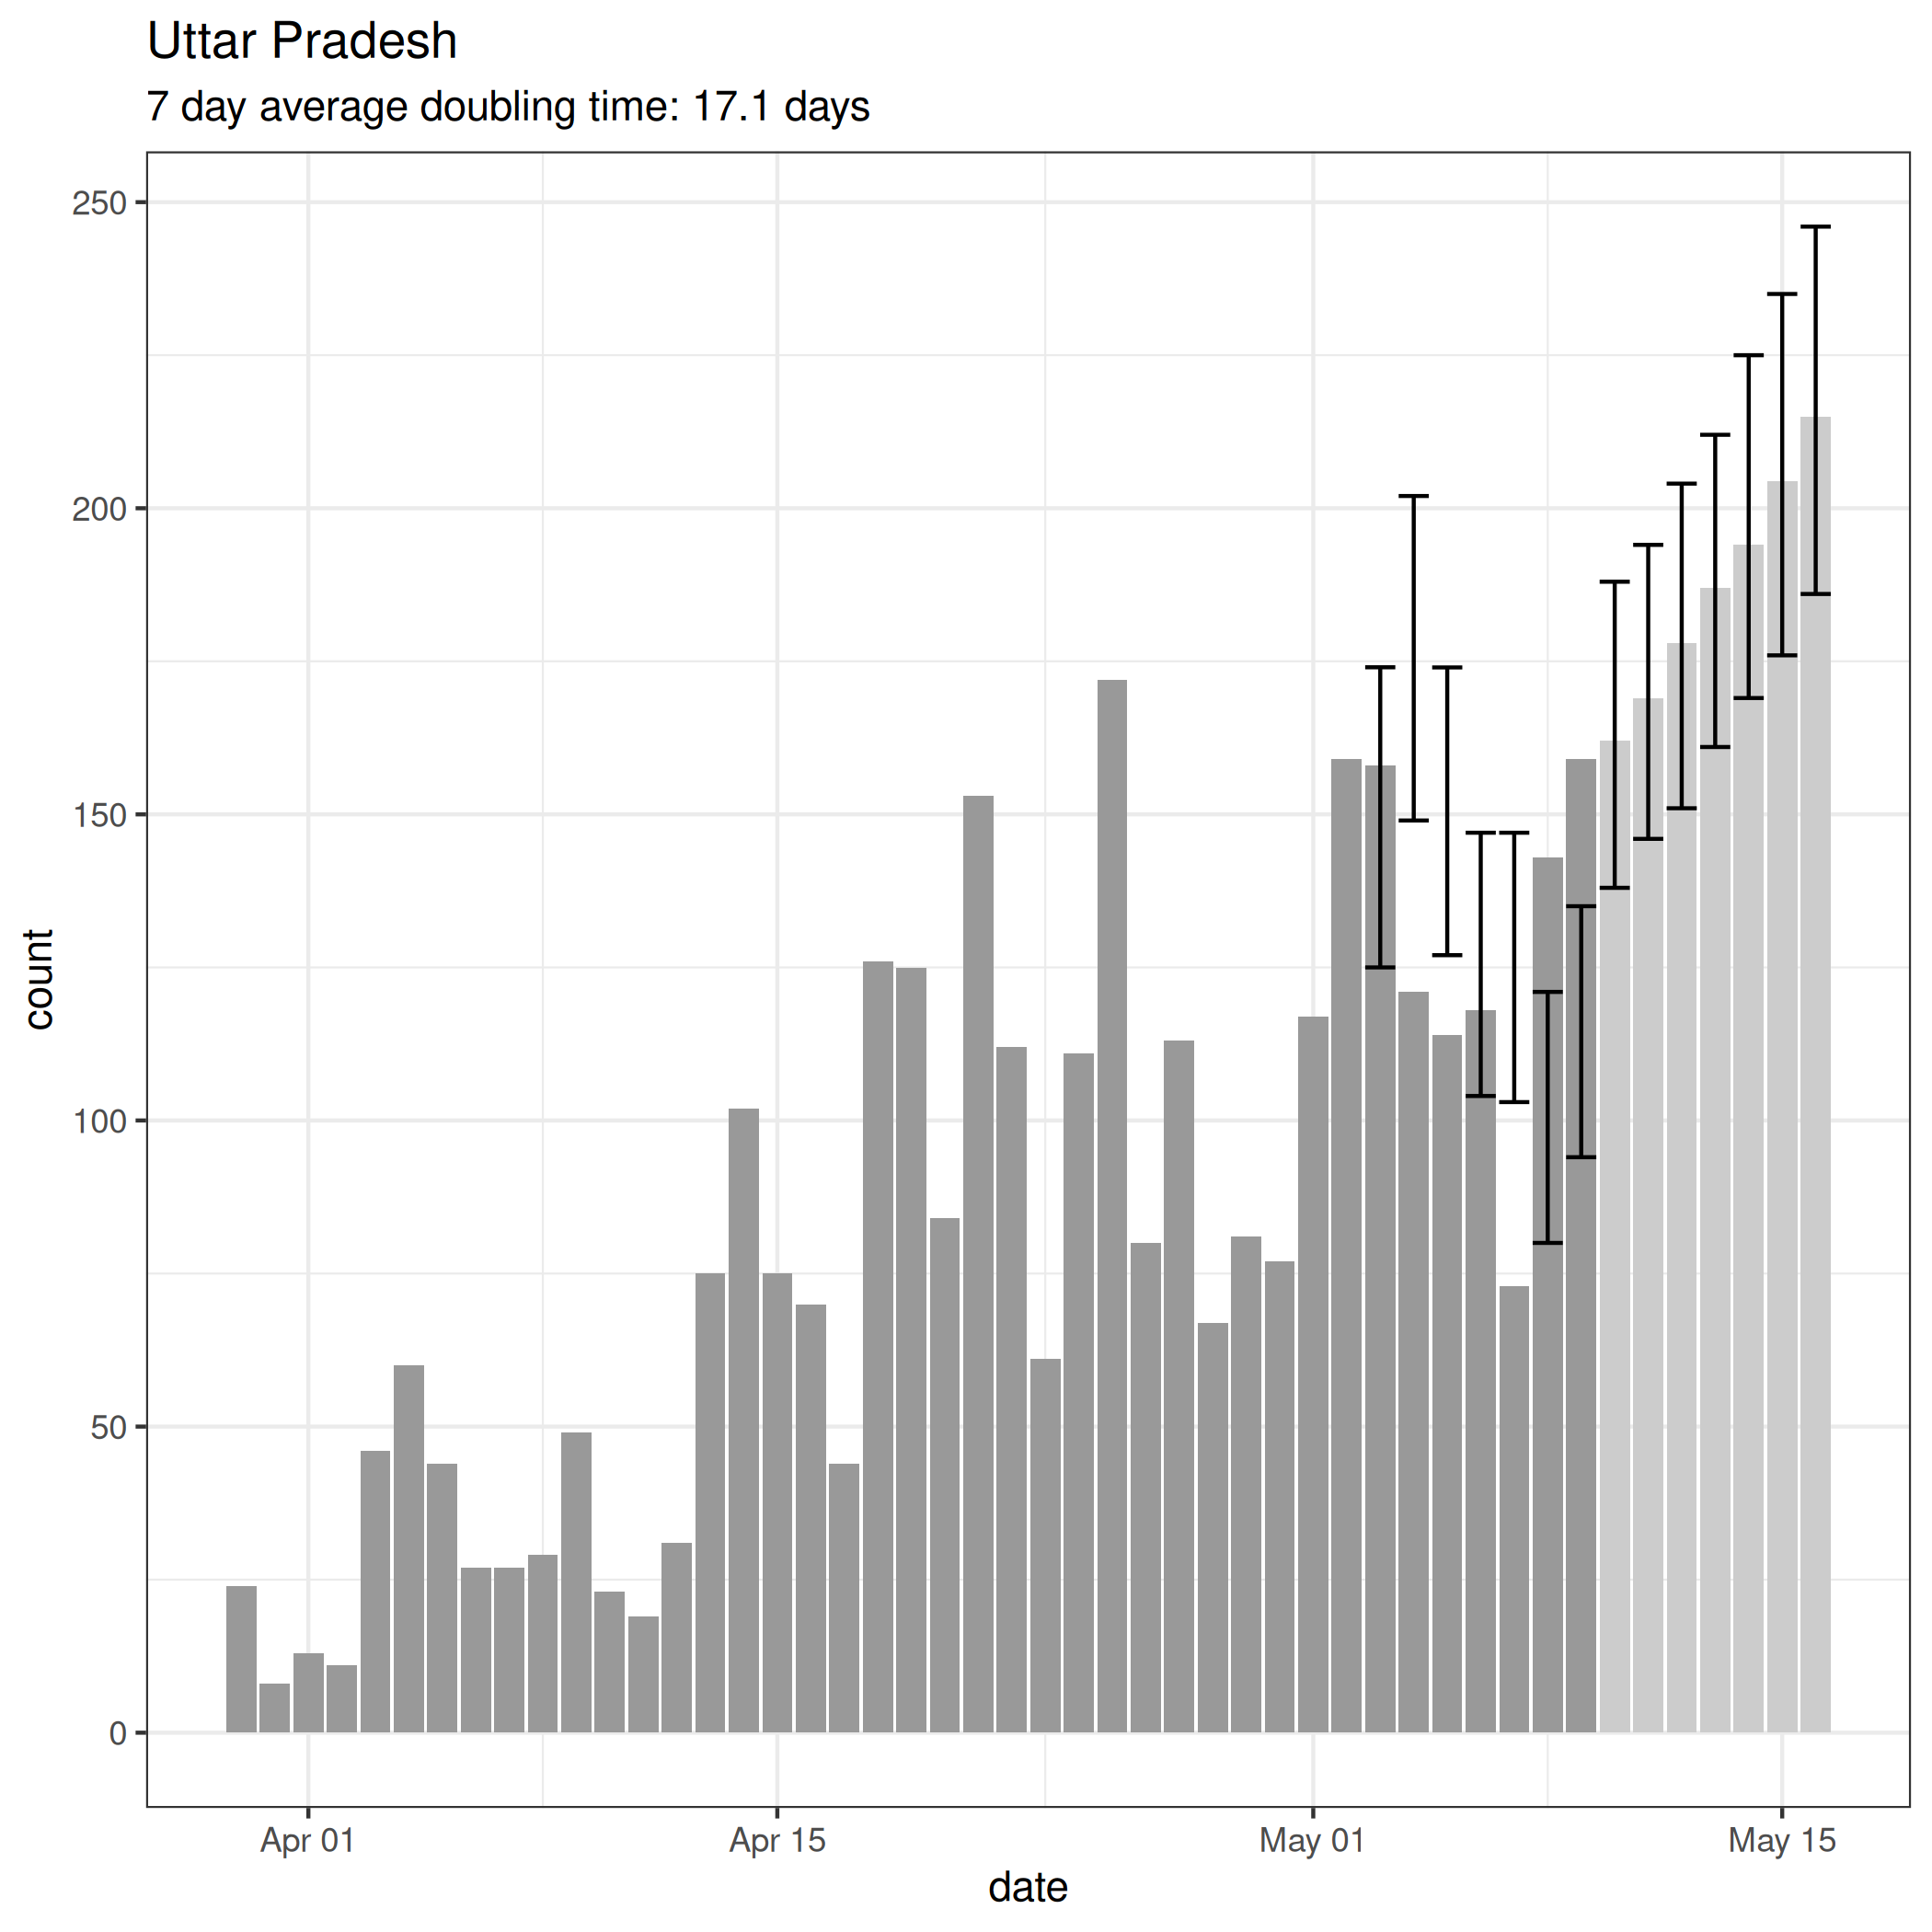 Uttar Pradesh
7 day average doubling time: 17.1 days
250
200
150
100
50
0
count
Apr 01
Apr 15
May 01
May 15
date